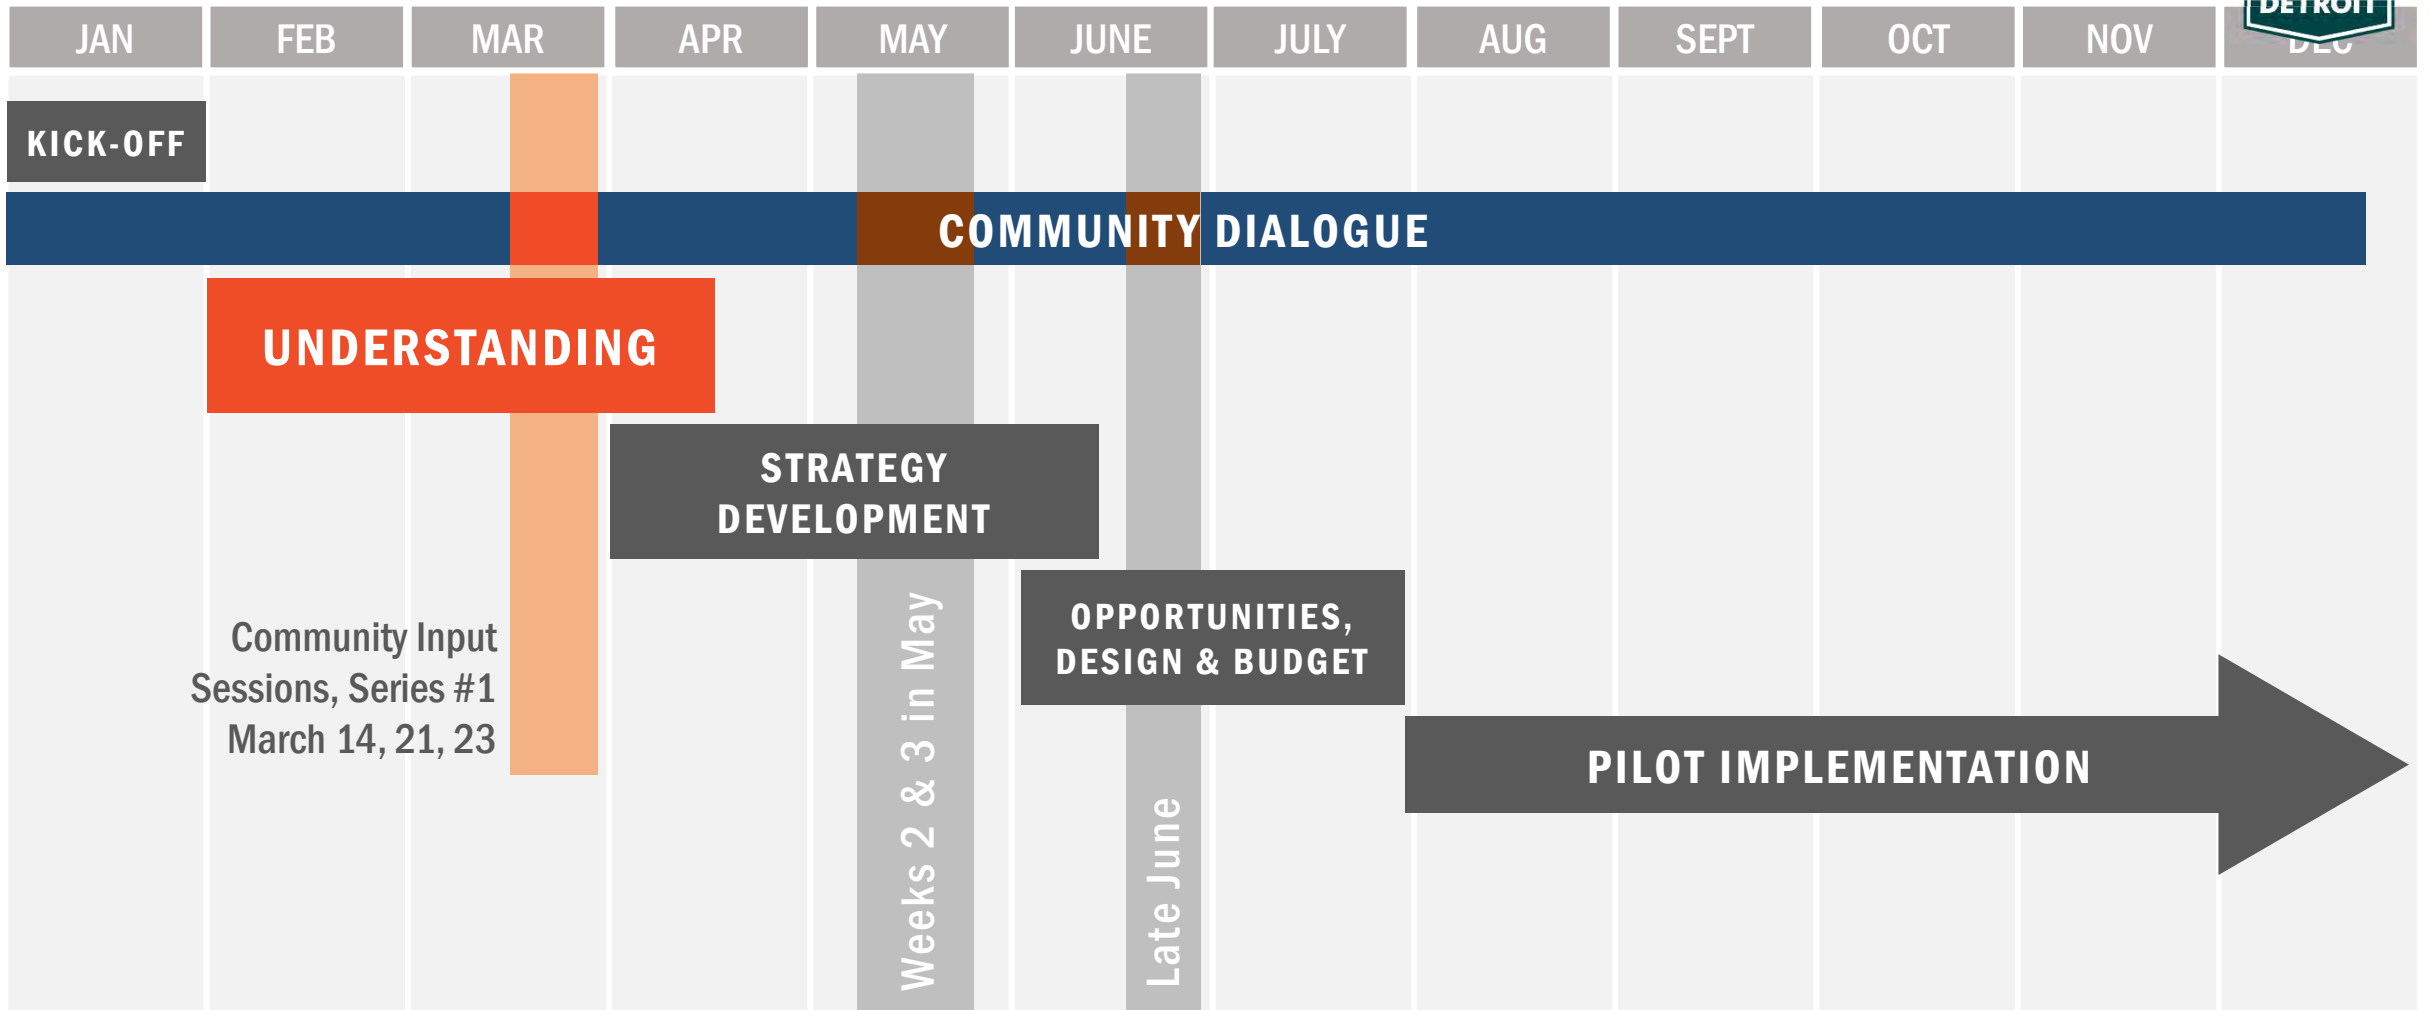 DETROIT
JAN
FEB
MAR
APR
MAY
JUNE
JULY
AUG
SEPT
OCT
NOV
DEC
KICK-OFF
COMMUNITY DIALOGUE
UNDERSTANDING
STRATEGY
DEVELOPMENT
OPPORTUNITIES,
DESIGN & BUDGET
Community Input
Sessions, Series #1
March 14, 21, 23
Weeks 2 & 3 in May
Late June
PILOT IMPLEMENTATION